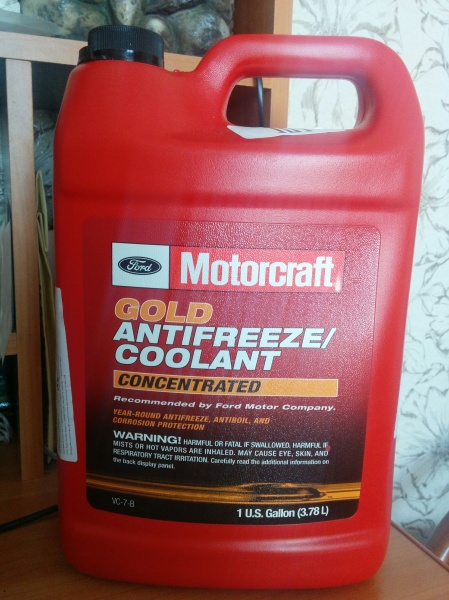 Ford Motorcraft
GOLD
ANTIFREEZE/
COOLANT
CONCENTRATED
Recommended by Ford Motor Company.
YEAR-ROUND ANTIFREEZE, ANTIBOIL, AND
CORROSION PROTECTION
WARNING! HARMFUL OR FATAL IF SWALLOWED. HARMFUL IF
MISTS OR HOT VAPORS ARE INHALED. MAY CAUSE EYE, SKIN, AND
RESPIRATORY TRACT IRRITATION. Carefully read the additional information on
the back display panel.
VC-7-B
1 U.S. Gallon (3.78 L)